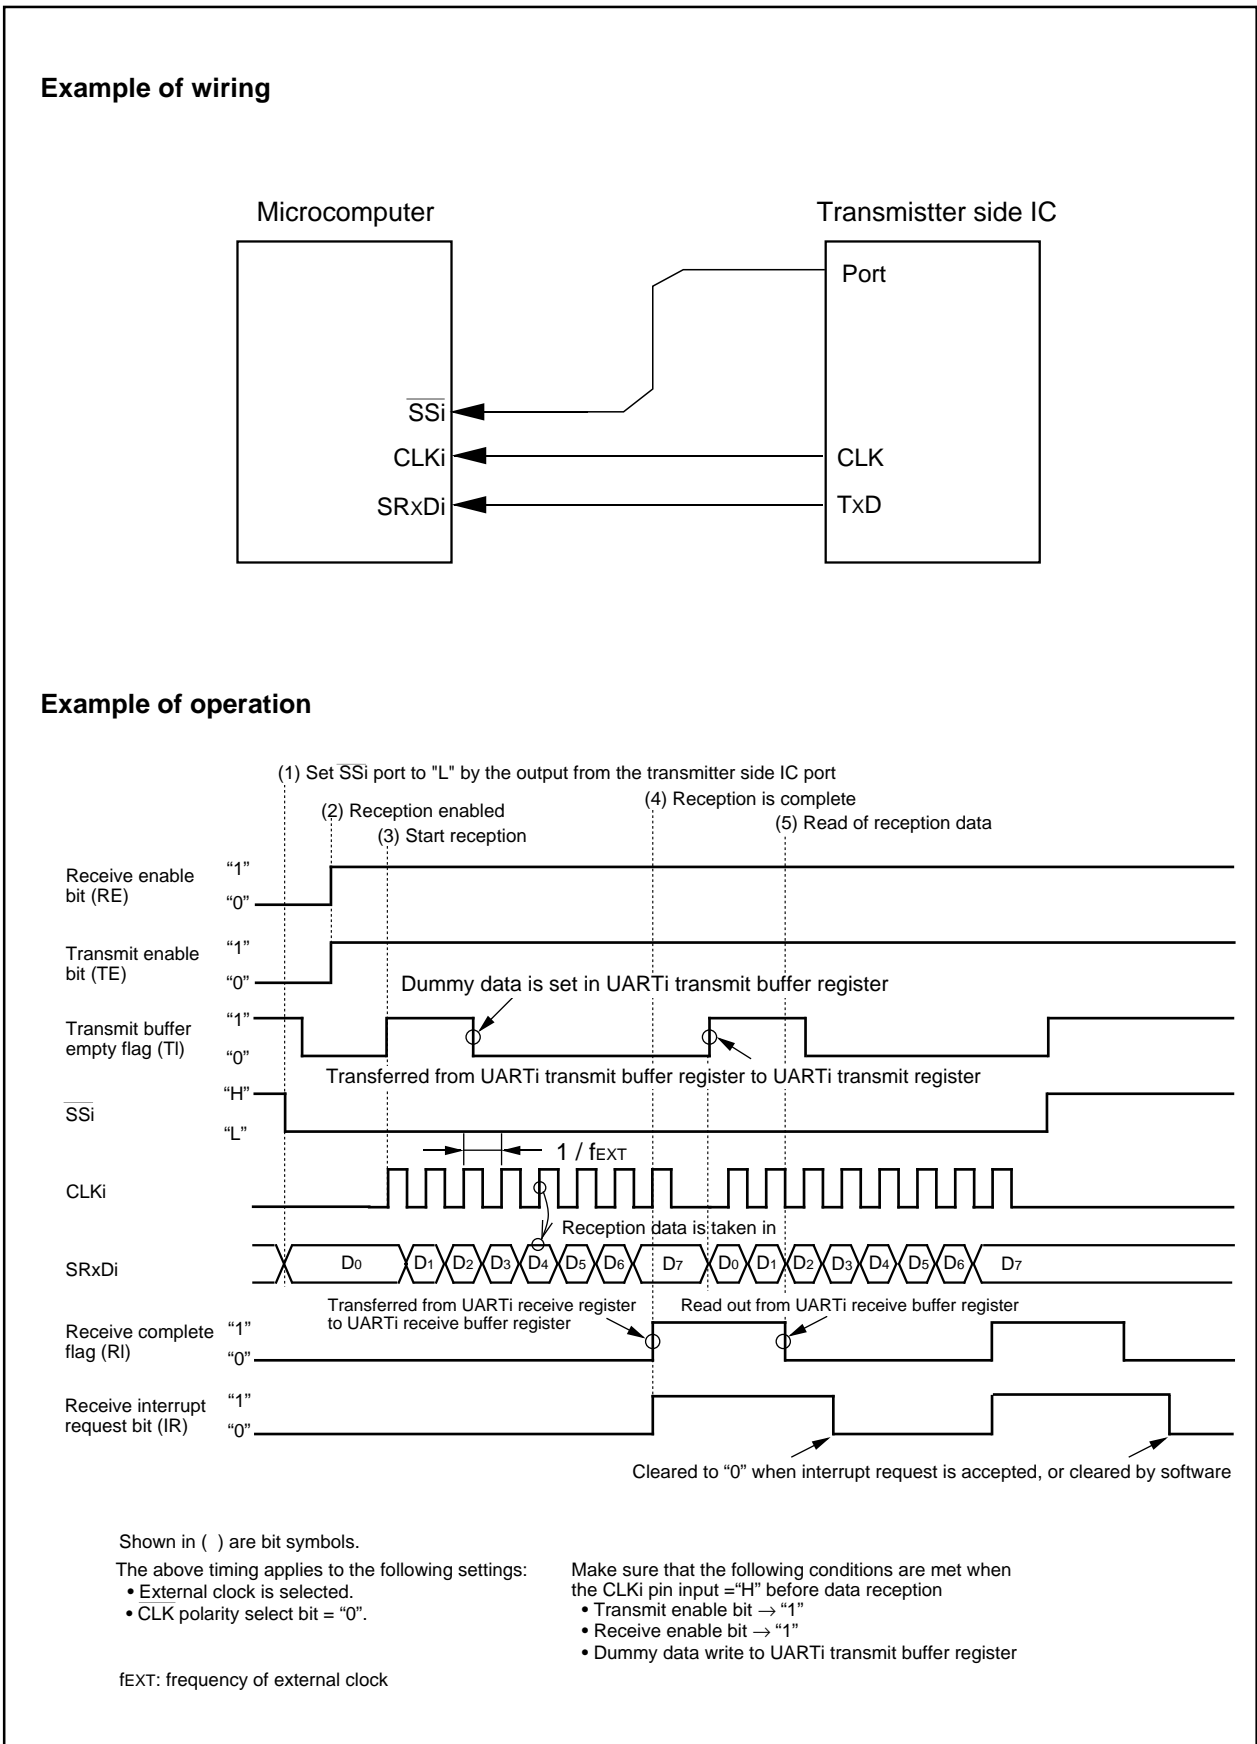 Example of wiring
Microcomputer
Transmistter side IC
Port
SSi
CLKi
CLK
SRxDi
TxD
Example of operation
(1) Set SSi port to "L" by the output from the transmitter side IC port
(4) Reception is complete
(2) Reception enabled
(5) Read of reception data
(3) Start reception
Receive enable
bit (RE)
“1”
“0”
Transmit enable
bit (TE)
“1”
“0”
Dummy data is set in UARTi transmit buffer register
Transmit buffer
empty flag (Tl)
“1”
“0”
Transferred from UARTi transmit buffer register to UARTi transmit register
SSi
“H”
“L”
1 / fEXT
CLKi
Reception data is taken in
SRxDi
D0 D1 D2 D3 D4 D5 D6 D7 D0 D1 D2 D3 D4 D5 D6 D7
Transferred from UARTi receive register
to UARTi receive buffer register
Read out from UARTi receive buffer register
Receive complete
flag (Rl)
“1”
“0”
Receive interrupt
request bit (IR)
“1”
“0”
Cleared to “0” when interrupt request is accepted, or cleared by software
Shown in ( ) are bit symbols.
The above timing applies to the following settings:
• External clock is selected.
• CLK polarity select bit = “0”.
fEXT: frequency of external clock
Make sure that the following conditions are met when
the CLKi pin input =“H” before data reception
• Transmit enable bit → “1”
• Receive enable bit → “1”
• Dummy data write to UARTi transmit buffer register